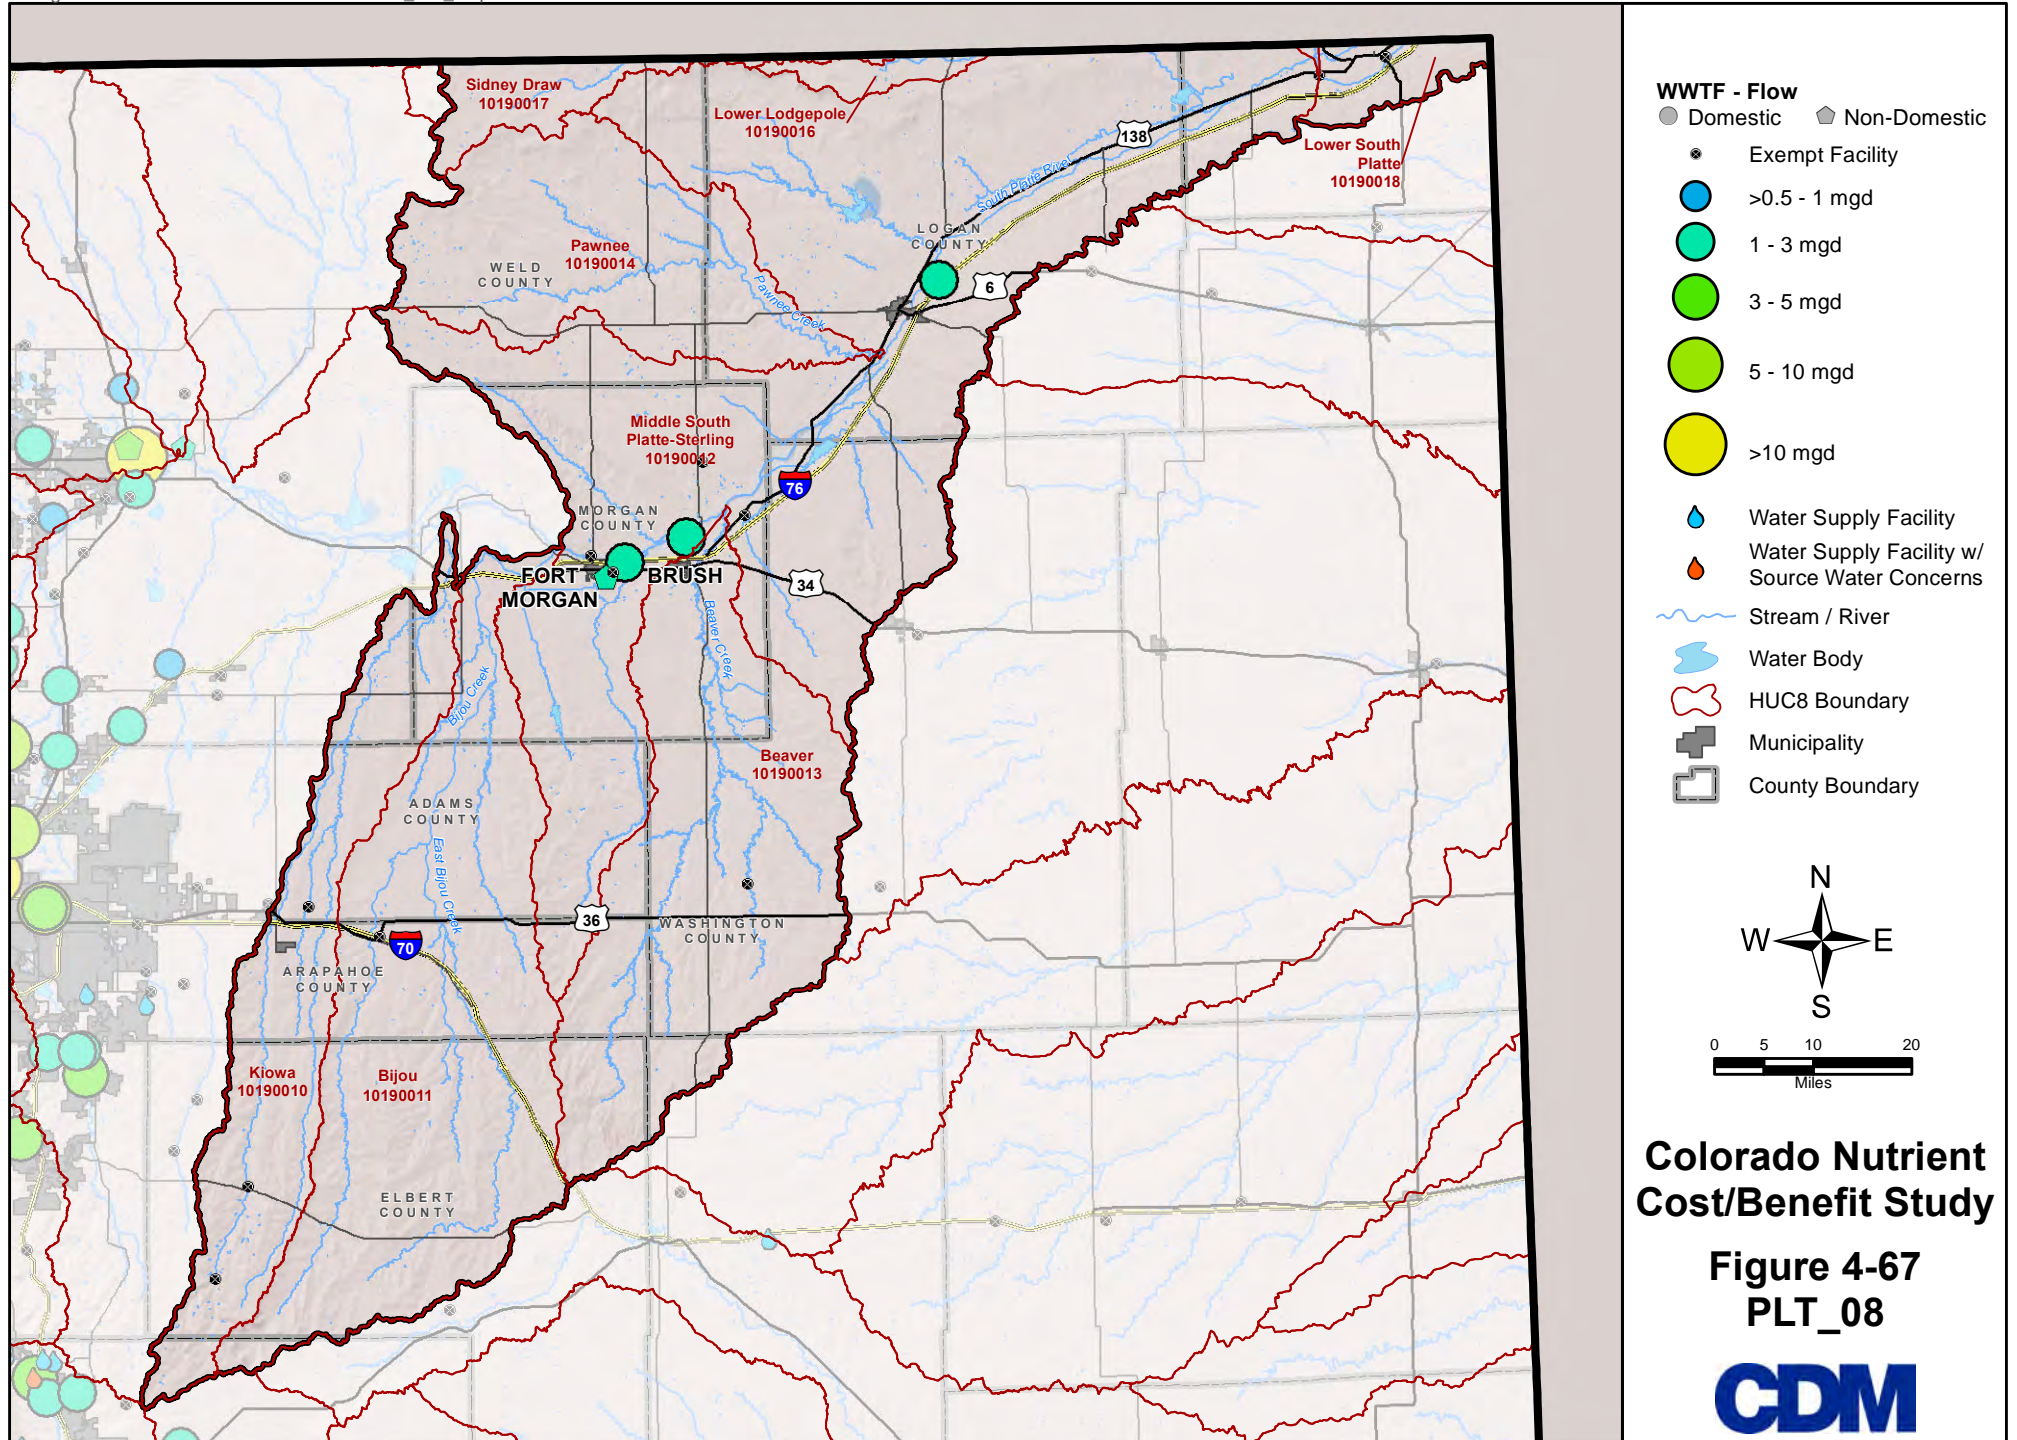 Sidney Draw
10190017
Lower Lodgepole
10190016
138
Lower South
Platte
10190018
South Platte River
LOGAN
COUNTY
Pawnee
10190014
WELD
COUNTY
6
Pawnee Creek
Middle South
Platte-Sterling
10190012
76
MORGAN
COUNTY
FORT
MORGAN
BRUSH
34
Beaver Creek
Bijou Creek
Beaver
10190013
ADAMS
COUNTY
East Bijou Creek
36
WASHINGTON
COUNTY
70
ARAPAHOE
COUNTY
Kiowa
10190010
Bijou
10190011
ELBERT
COUNTY
WWTF - Flow
Domestic Non-Domestic
Exempt Facility
>0.5 - 1 mgd
1 - 3 mgd
3 - 5 mgd
5 - 10 mgd
>10 mgd
Water Supply Facility
Water Supply Facility w/
Source Water Concerns
Stream / River
Water Body
HUC8 Boundary
Municipality
County Boundary
N
W E
S
0 5 10 20
Miles
Colorado Nutrient
Cost/Benefit Study
Figure 4-67
PLT_08
CDM